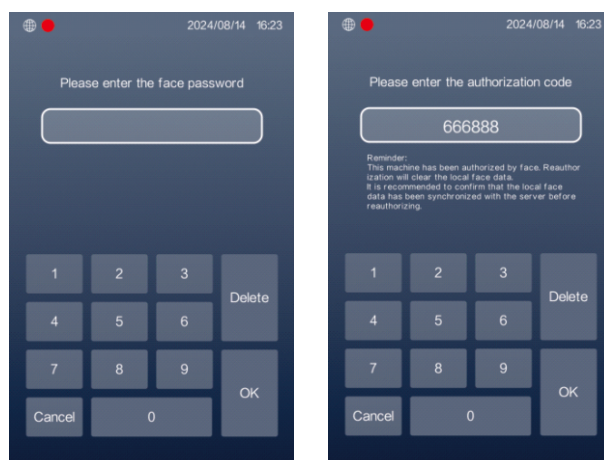 2024/08/14 16:23
Please enter the face password
1 2 3
Delete
4 5 6
7 8 9
OK
Cancel 0
2024/08/14 16:23
Please enter the authorization code
666888
Reminder:
This machine has been authorized by face. Reauthor
ization will clear the local face data.
It is recommended to confirm that the local face
data has been synchronized with the server before
reauthorizing.
1 2 3
Delete
4 5 6
7 8 9
OK
Cancel 0